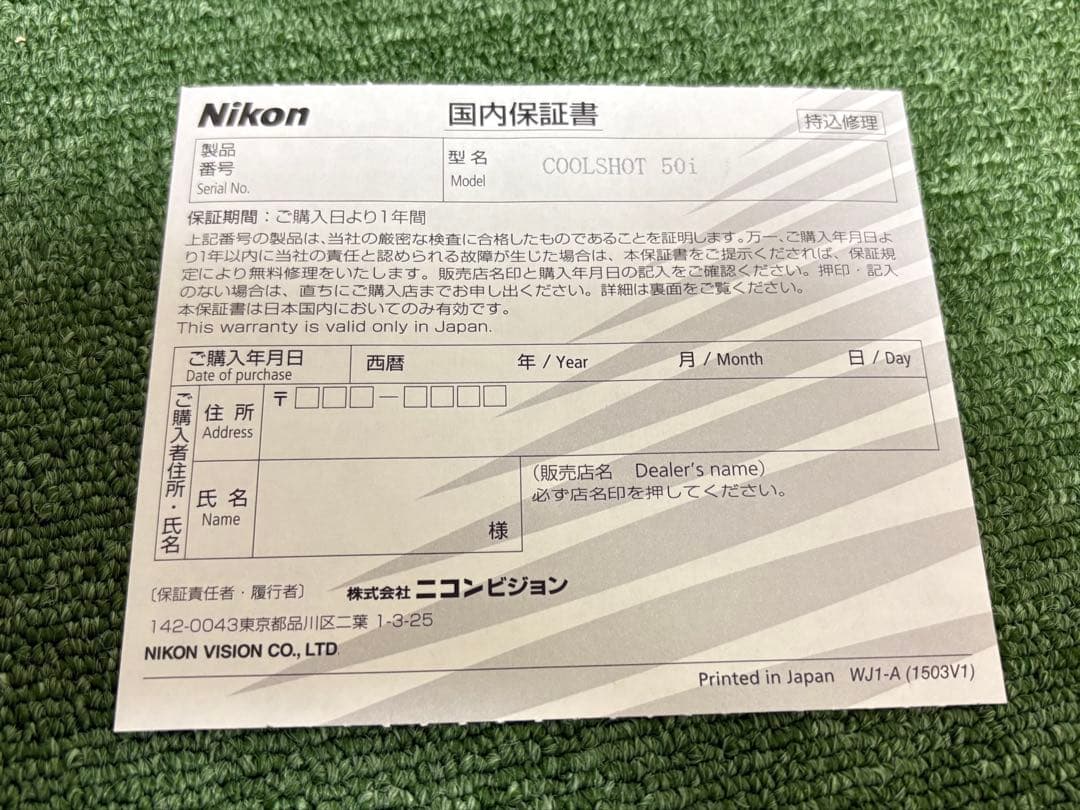 Nikon 国内保証書 持込修理
製品番号 型名 COOLSHOT 50i
Serial No. Model
保証期間：ご購入日より1年間
上記番号の製品は、当社の厳密な検査に合格したものであることを証明します。万一、ご購入年月日よ
り1年以内に当社の責任と認められる故障が生じた場合は、本保証書をご提示くだされば、保証規
定により無料修理をいたします。販売店名印と購入年月日の記入をご確認ください。押印・記入
のない場合は、直ちにご購入店までお申し出ください。詳細は裏面をご覧ください。
本保証書は日本国内においてのみ有効です。
This warranty is valid only in Japan.
ご購入年月日 西暦 年 / Year 月 / Month 日 / Day
Date of purchase
ご購入者住所・氏名
住所 〒□□□－□□□□
Address
氏名 様
Name
（販売店名 Dealer's name）
必ず店名印を押してください。
〔保証責任者・履行者〕 株式会社 ニコンビジョン
142-0043東京都品川区二葉 1-3-25
NIKON VISION CO., LTD.
Printed in Japan WJ1-A (1503V1)